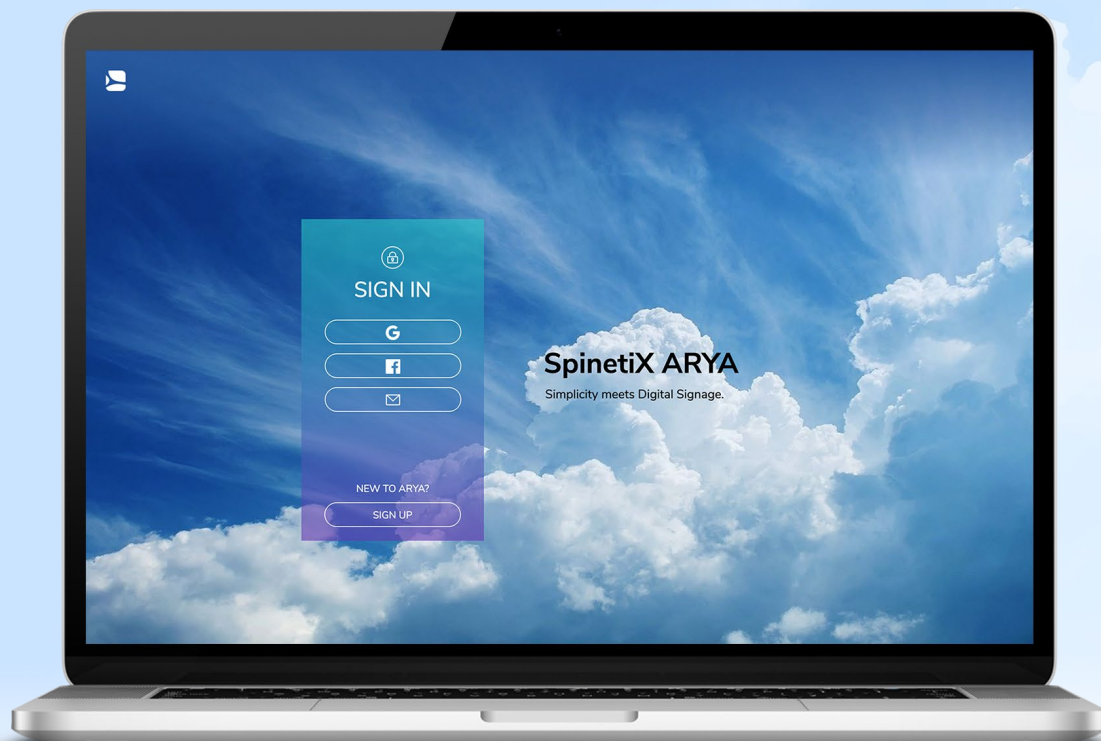 SIGN IN
NEW TO ARYA?
SIGN UP
SpinetiX ARYA
Simplicity meets Digital Signage.